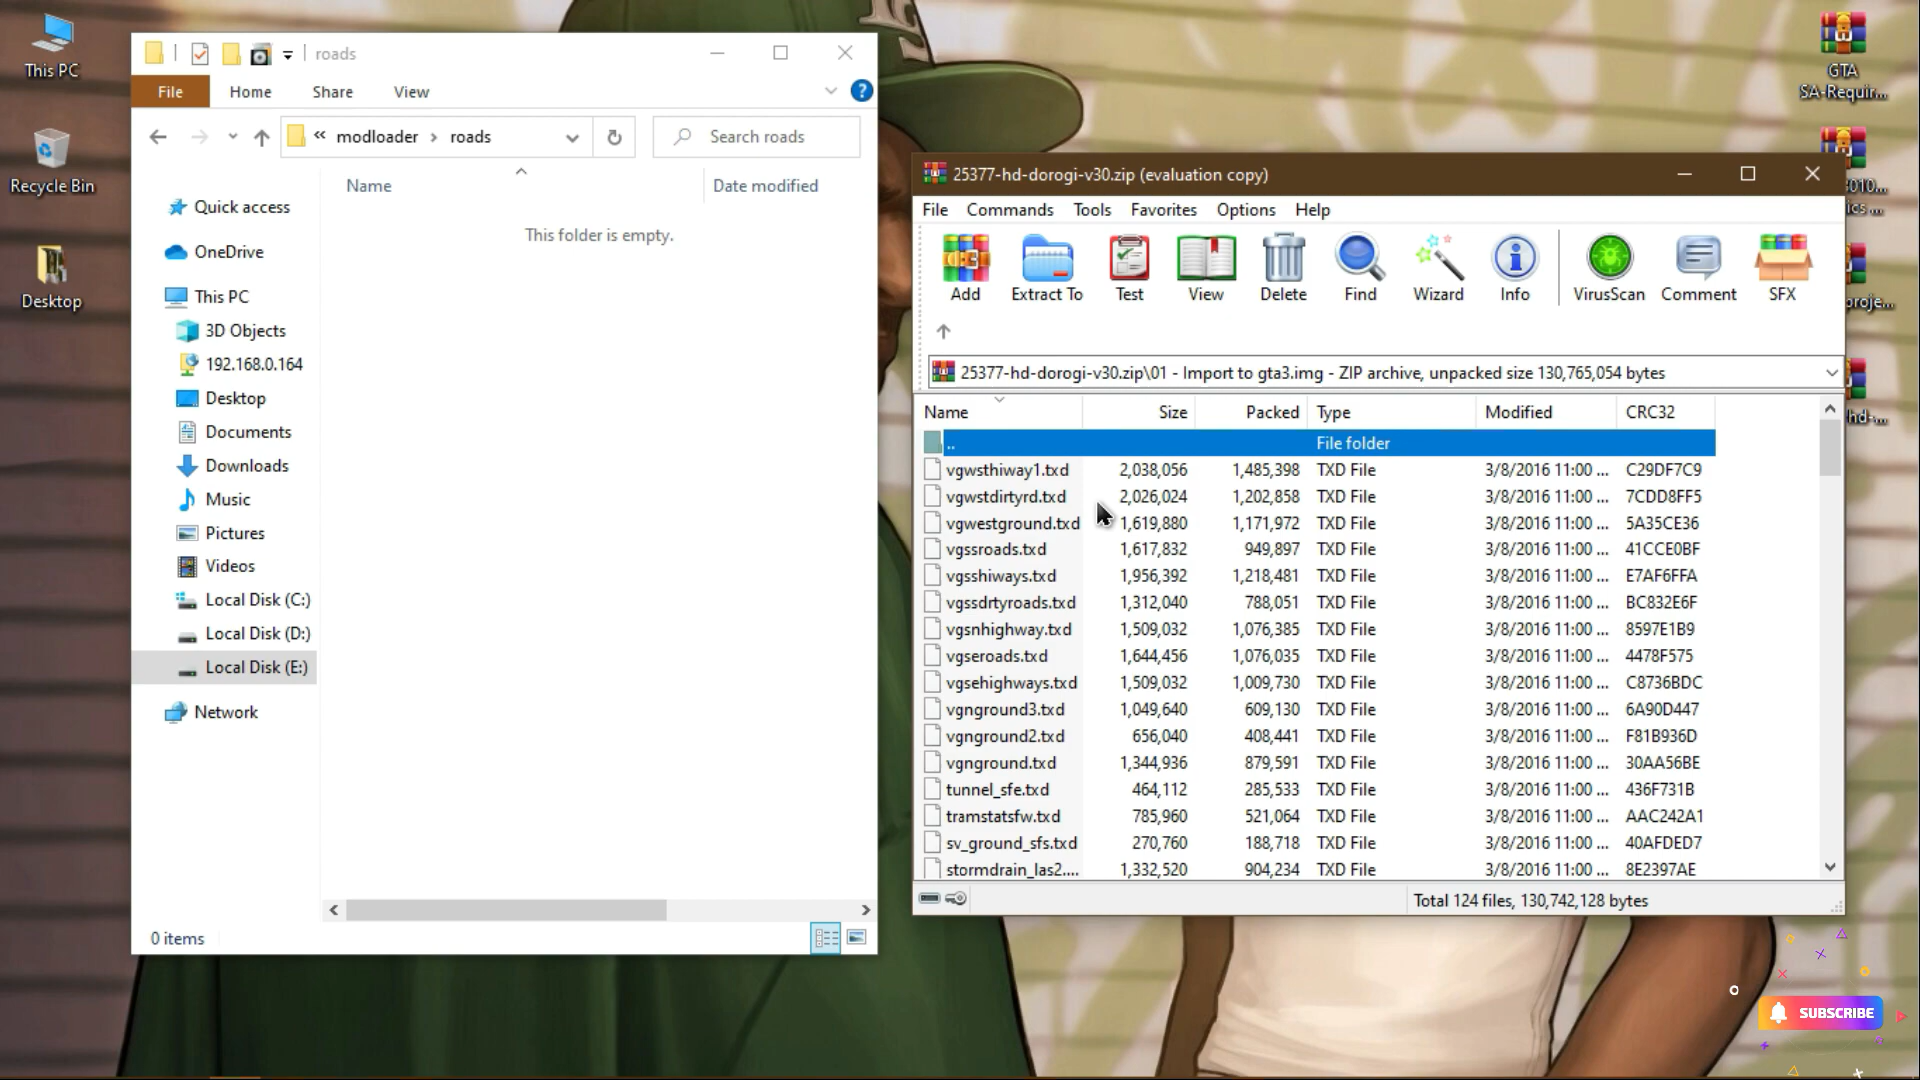 This PC
Recycle Bin
Desktop
roads
File Home Share View
« modloader › roads
Search roads
Name Date modified
This folder is empty.
Quick access
OneDrive
This PC
3D Objects
192.168.0.164
Desktop
Documents
Downloads
Music
Pictures
Videos
Local Disk (C:)
Local Disk (D:)
Local Disk (E:)
Network
0 items
GTA
SA-Requir...
25377-hd-dorogi-v30.zip (evaluation copy)
File Commands Tools Favorites Options Help
Add Extract To Test View Delete Find Wizard Info VirusScan Comment SFX
25377-hd-dorogi-v30.zip\01 - Import to gta3.img - ZIP archive, unpacked size 130,765,054 bytes
Name Size Packed Type Modified CRC32
.. File folder
vgwsthiway1.txd 2,038,056 1,485,398 TXD File 3/8/2016 11:00 ... C29DF7C9
vgwstdirtyrd.txd 2,026,024 1,202,858 TXD File 3/8/2016 11:00 ... 7CDD8FF5
vgwestground.txd 1,619,880 1,171,972 TXD File 3/8/2016 11:00 ... 5A35CE36
vgssroads.txd 1,617,832 949,897 TXD File 3/8/2016 11:00 ... 41CCE0BF
vgsshiways.txd 1,956,392 1,218,481 TXD File 3/8/2016 11:00 ... E7AF6FFA
vgssdrtyroads.txd 1,312,040 788,051 TXD File 3/8/2016 11:00 ... BC832E6F
vgsnhighway.txd 1,509,032 1,076,385 TXD File 3/8/2016 11:00 ... 8597E1B9
vgseroads.txd 1,644,456 1,076,035 TXD File 3/8/2016 11:00 ... 4478F575
vgsehighways.txd 1,509,032 1,009,730 TXD File 3/8/2016 11:00 ... C8736BDC
vgnground3.txd 1,049,640 609,130 TXD File 3/8/2016 11:00 ... 6A90D447
vgnground2.txd 656,040 408,441 TXD File 3/8/2016 11:00 ... F81B936D
vgnground.txd 1,344,936 879,591 TXD File 3/8/2016 11:00 ... 30AA56BE
tunnel_sfe.txd 464,112 285,533 TXD File 3/8/2016 11:00 ... 436F731B
tramstatsfw.txd 785,960 521,064 TXD File 3/8/2016 11:00 ... AAC242A1
sv_ground_sfs.txd 270,760 188,718 TXD File 3/8/2016 11:00 ... 40AFDED7
stormdrain_las2.... 1,332,520 904,234 TXD File 3/8/2016 11:00 ... 8E2397AE
Total 124 files, 130,742,128 bytes
SUBSCRIBE